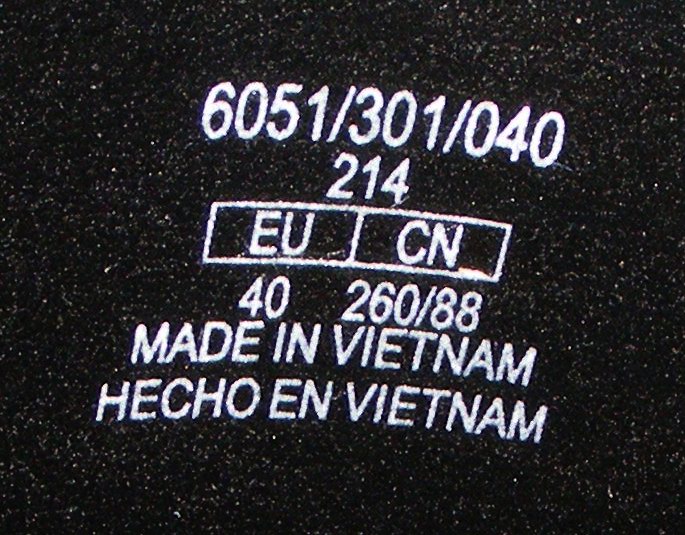 6051/301/040
214
EU CN
40 260/88
MADE IN VIETNAM
HECHO EN VIETNAM